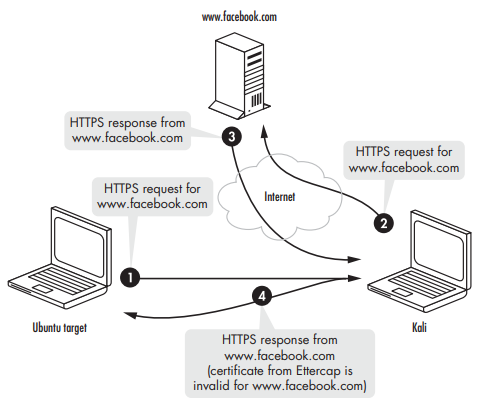 www.facebook.com
HTTPS response from
www.facebook.com
3
HTTPS request for
www.facebook.com
Internet
HTTPS request for
www.facebook.com
2
1
4
Ubuntu target
Kali
HTTPS response from
www.facebook.com
(certificate from Ettercap is
invalid for www.facebook.com)